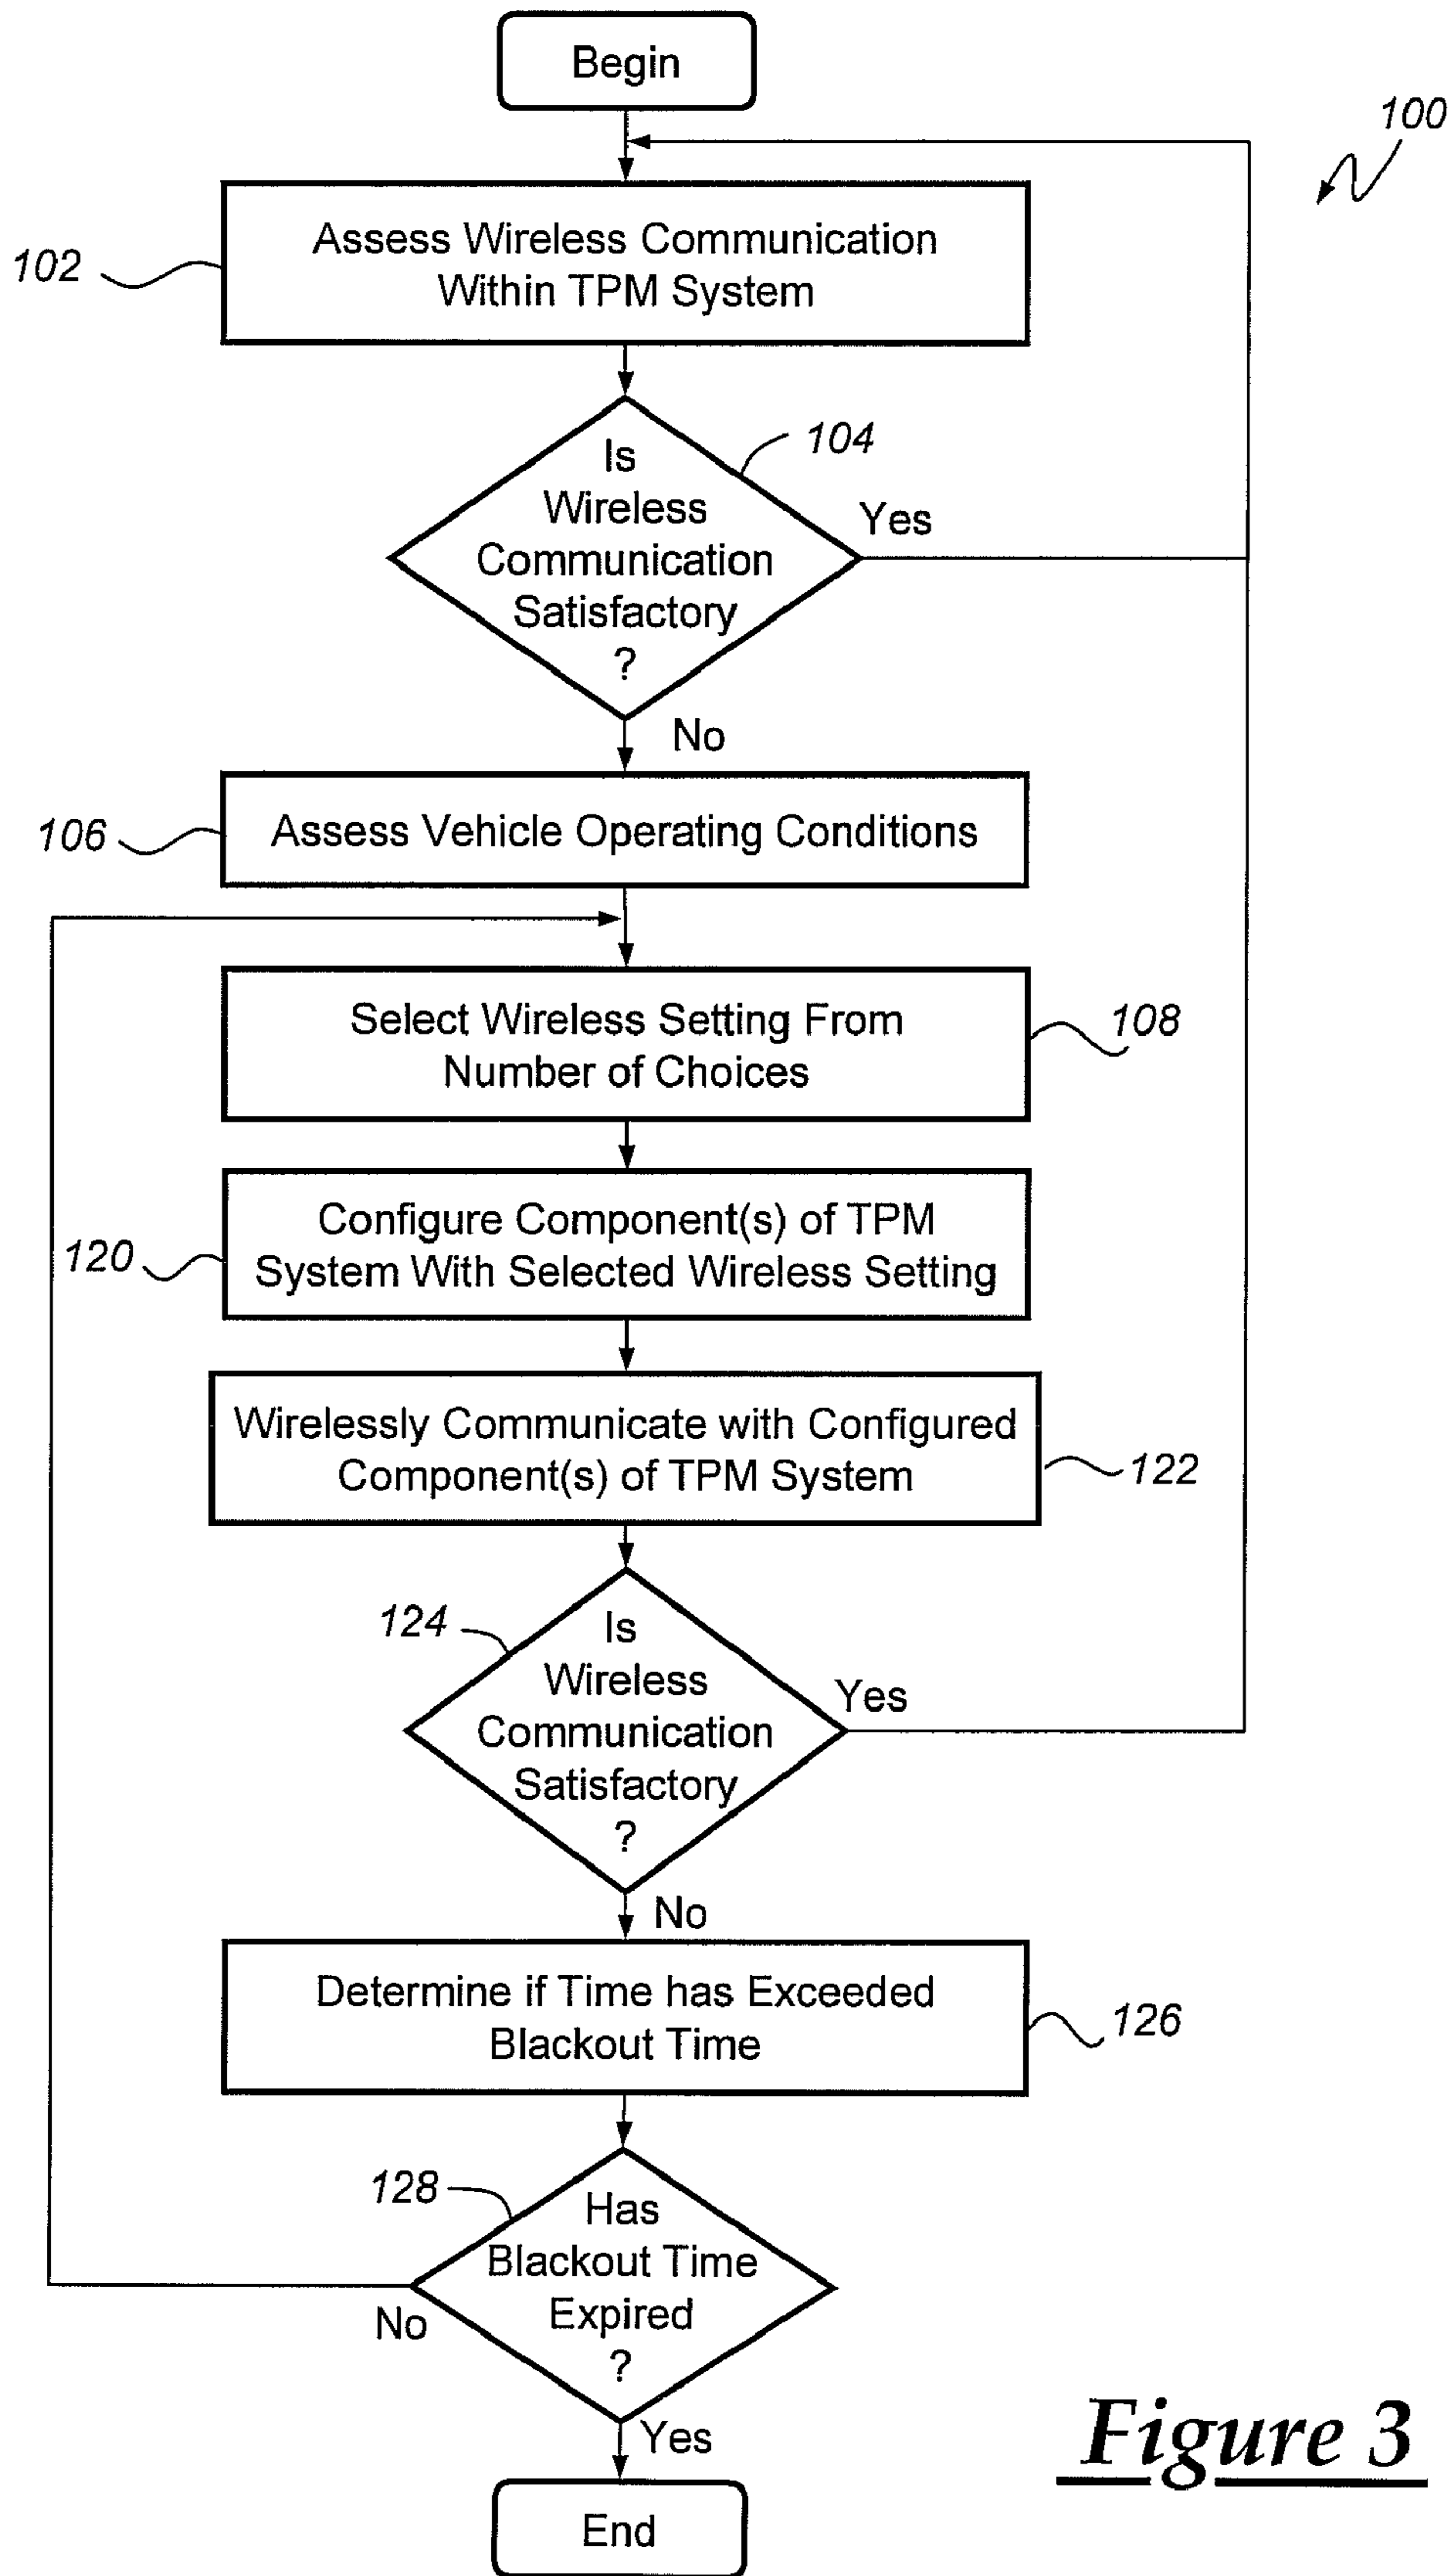 Begin
100
102
Assess Wireless Communication
Within TPM System
104
Is
Wireless
Communication
Satisfactory
?
Yes
No
106
Assess Vehicle Operating Conditions
Select Wireless Setting From
Number of Choices
108
120
Configure Component(s) of TPM
System With Selected Wireless Setting
Wirelessly Communicate with Configured
Component(s) of TPM System
122
124
Is
Wireless
Communication
Satisfactory
?
Yes
No
Determine if Time has Exceeded
Blackout Time
126
128
Has
Blackout Time
Expired
?
No
Yes
End
Figure 3